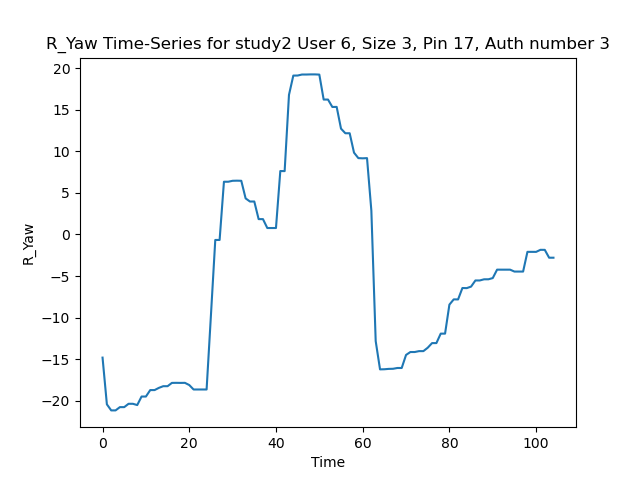 R_Yaw Time-Series for study2 User 6, Size 3, Pin 17, Auth number 3
20
15
10
5
0
−5
−10
−15
−20
R_Yaw
0 20 40 60 80 100
Time